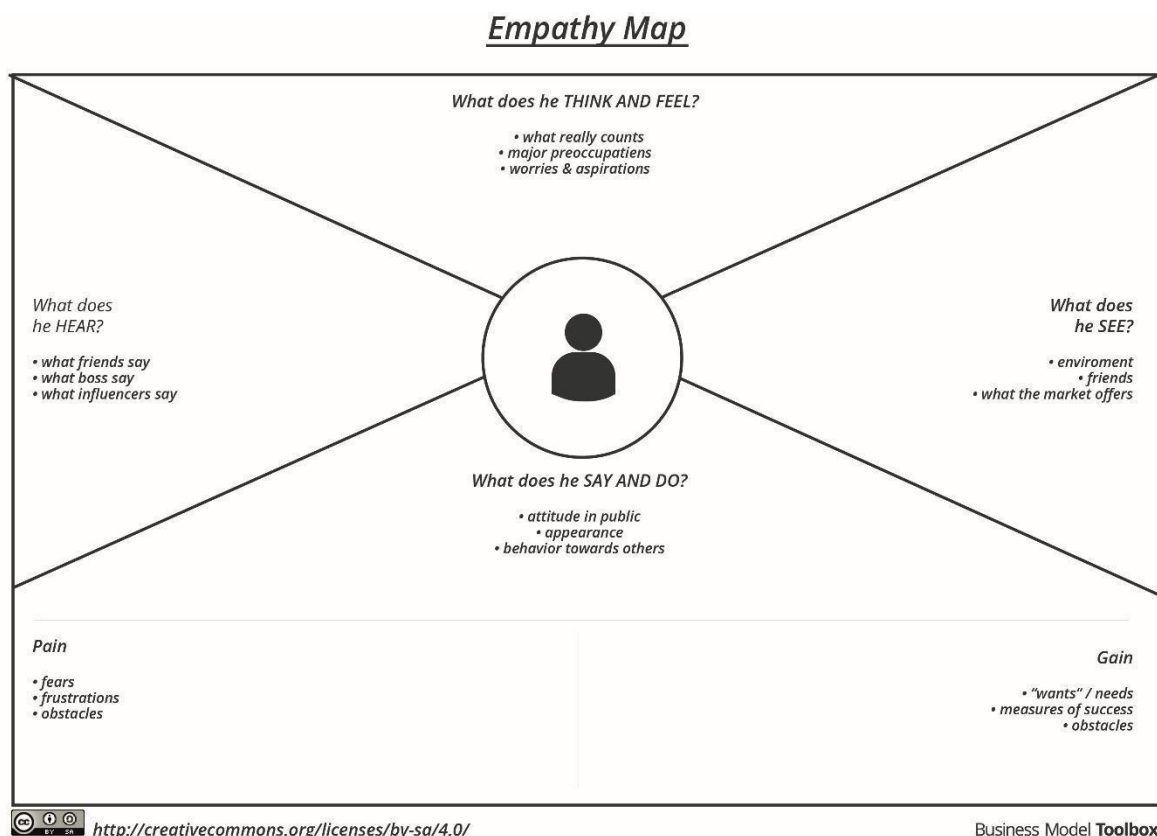 Empathy Map
What does he THINK AND FEEL?
• what really counts
• major preoccupatiens
• worries & aspirations
What does
he HEAR?
• what friends say
• what boss say
• what influencers say
What does
he SEE?
• enviroment
• friends
• what the market offers
What does he SAY AND DO?
• attitude in public
• appearance
• behavior towards others
Pain
• fears
• frustrations
• obstacles
Gain
• "wants" / needs
• measures of success
• obstacles
cc BY SA http://creativecommons.org/licenses/by-sa/4.0/
Business Model Toolbox